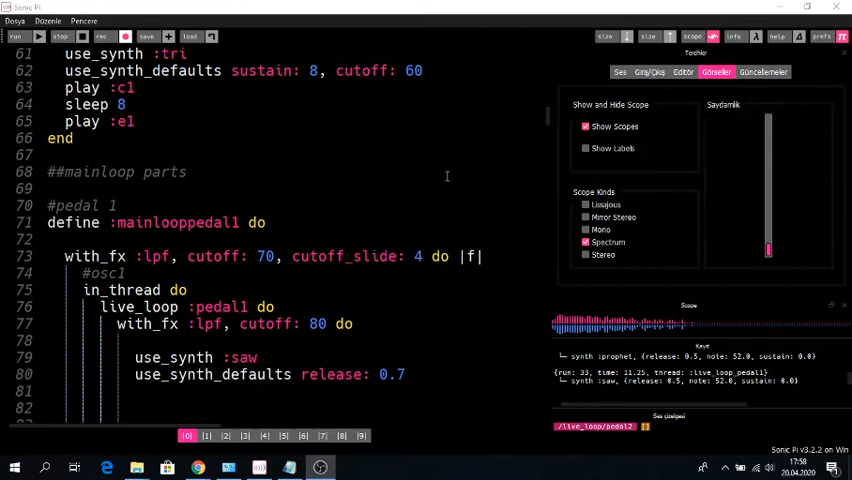 Sonic Pi
Dosya Düzenle Pencere
run stop rec save load size size scope info help prefs
61 use_synth :tri
62 use_synth_defaults sustain: 8, cutoff: 60
63 play :c1
64 sleep 8
65 play :e1
66 end
67
68 ##mainloop parts
69
70 #pedal 1
71 define :mainlooppedal1 do
72
73 with_fx :lpf, cutoff: 70, cutoff_slide: 4 do |f|
74 #osc1
75 in_thread do
76 live_loop :pedal1 do
77 with_fx :lpf, cutoff: 80 do
78
79 use_synth :saw
80 use_synth_defaults release: 0.7
81
82
|0| |1| |2| |3| |4| |5| |6| |7| |8| |9|
Tercihler
Ses Giriş/Çıkış Editör Görseller Güncellemeler
Show and Hide Scope
Show Scopes
Show Labels
Scope Kinds
Lissajous
Mirror Stereo
Mono
Spectrum
Stereo
Saydamlık
Scope
Kayıt
└─ synth :prophet, {release: 0.5, note: 52.0, sustain: 0.0}
{run: 33, time: 11.25, thread: :live_loop_pedal1}
└─ synth :saw, {release: 0.5, note: 52.0, sustain: 0.0}
Ses çizelgesi
/live_loop/pedal2 []
Sonic Pi v3.2.2 on Win
17:58
20.04.2020